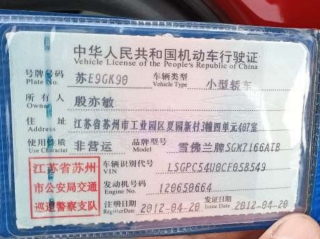 中华人民共和国机动车行驶证
Vehicle License of the People's Republic of China
号牌号码 苏E9GK90 车辆类型 小型轿车
Plate No. Vehicle Type
所有人 殷亦敏
Owner
住址 江苏省苏州市工业园区夏园新村3幢四单元407室
Address
使用性质 非营运 品牌型号 雪佛兰牌SGM7166ATB
Use Character Model
江苏省苏州
市公安局交通
巡逻警察支队
车辆识别代号 LSGPC54U0CF058549
VIN
发动机号码 120650664
Engine No.
注册日期 2012-04-20 发证日期 2012-04-20
Register Date Issue Date